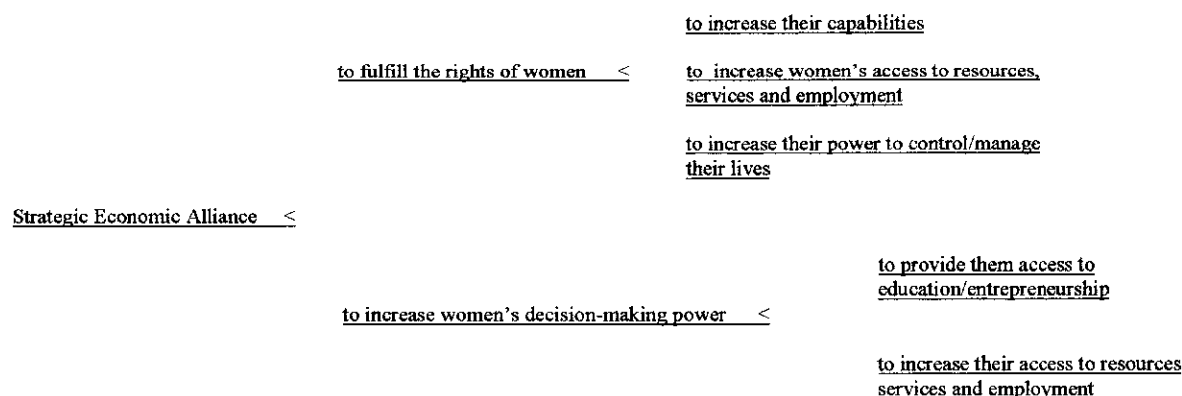 to increase their capabilities
to fulfill the rights of women <
to increase women's access to resources,
services and employment
to increase their power to control/manage
their lives
Strategic Economic Alliance <
to provide them access to
education/entrepreneurship
to increase women's decision-making power <
to increase their access to resources
services and employment